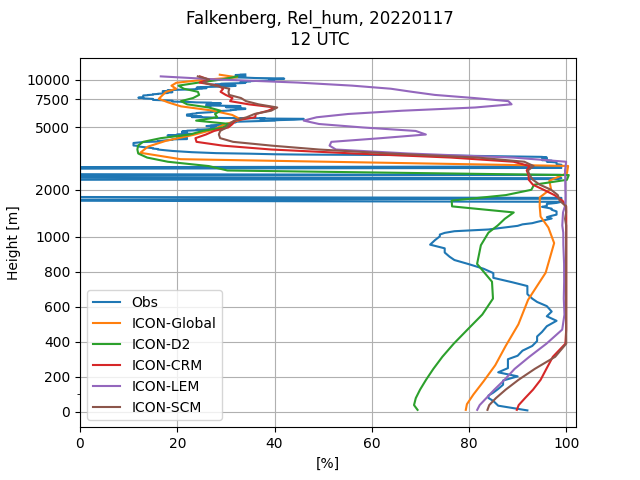 Falkenberg, Rel_hum, 20220117
12 UTC
10000
7500
5000
2000
1000
800
600
400
200
0
Height [m]
Obs
ICON-Global
ICON-D2
ICON-CRM
ICON-LEM
ICON-SCM
0 20 40 60 80 100
[%]